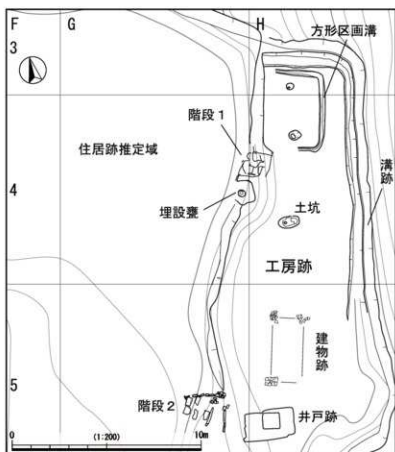 F G H
3
方形区画溝
階段1
住居跡推定域
溝跡
4
埋設甕
土坑
工房跡
建物跡
5
階段2
井戸跡
0 (1:200) 10m